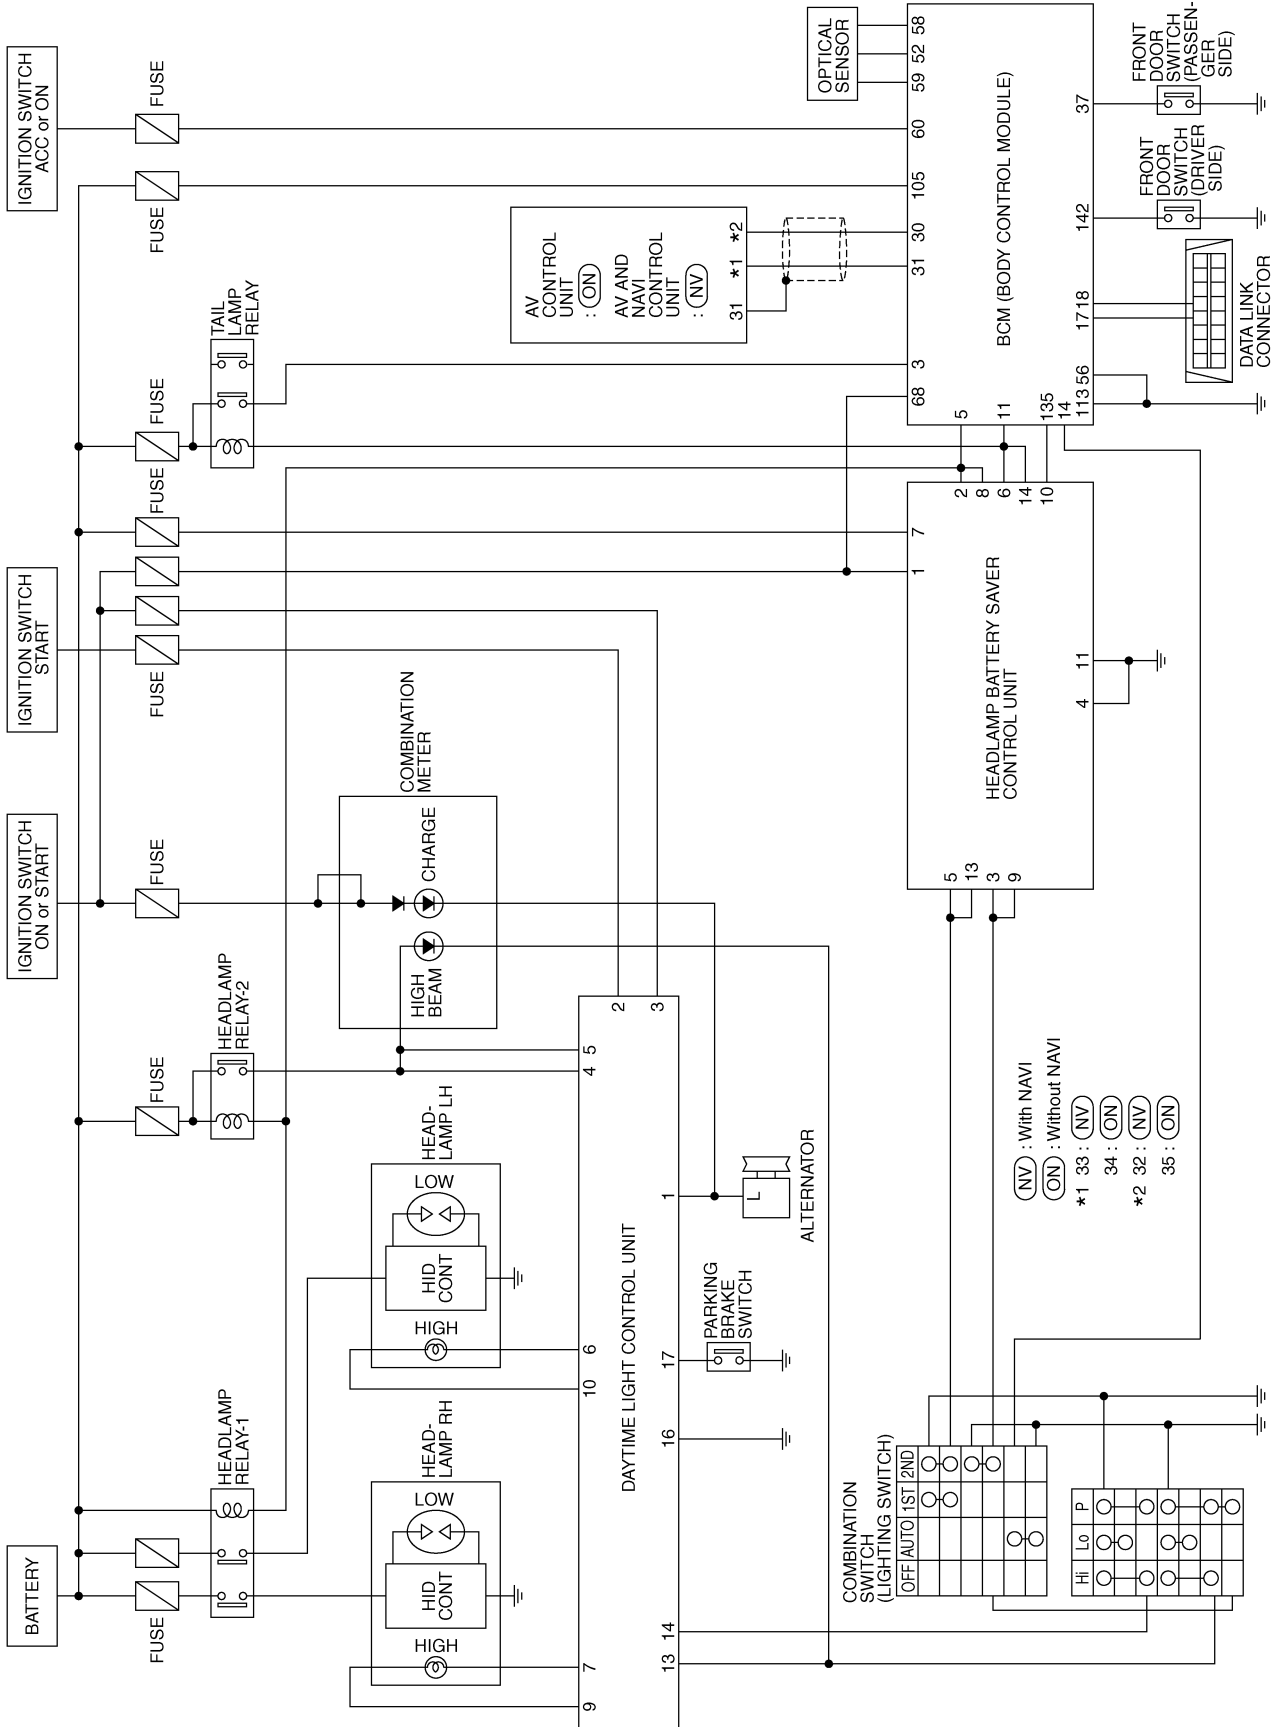 BATTERY
IGNITION SWITCH
ON or START
IGNITION SWITCH
START
IGNITION SWITCH
ACC or ON
FUSE
FUSE
FUSE
FUSE
FUSE
FUSE
FUSE
FUSE
HEADLAMP
RELAY-1
HEADLAMP
RELAY-2
TAIL
LAMP
RELAY
HEAD-
LAMP RH
HIGH
HID
CONT
LOW
HEAD-
LAMP LH
HIGH
HID
CONT
LOW
COMBINATION
METER
HIGH
BEAM
CHARGE
AV
CONTROL
UNIT
: ON
AV AND
NAVI
CONTROL
UNIT
: NV
31
*1
*2
OPTICAL
SENSOR
DAYTIME LIGHT CONTROL UNIT
9
7
10
6
4
5
2
3
13
14
16
17
1
PARKING
BRAKE
SWITCH
ALTERNATOR
L
BCM (BODY CONTROL MODULE)
68
3
31
30
105
60
59
52
58
5
11
135
14
113
56
17
18
142
37
HEADLAMP BATTERY SAVER
CONTROL UNIT
1
7
2
8
6
14
10
5
13
3
9
4
11
DATA LINK
CONNECTOR
FRONT
DOOR
SWITCH
(DRIVER
SIDE)
FRONT
DOOR
SWITCH
(PASSEN-
GER
SIDE)
COMBINATION
SWITCH
(LIGHTING SWITCH)
OFF AUTO 1ST 2ND
Hi Lo P
NV : With NAVI
ON : Without NAVI
*1 33 : NV
34 : ON
*2 32 : NV
35 : ON